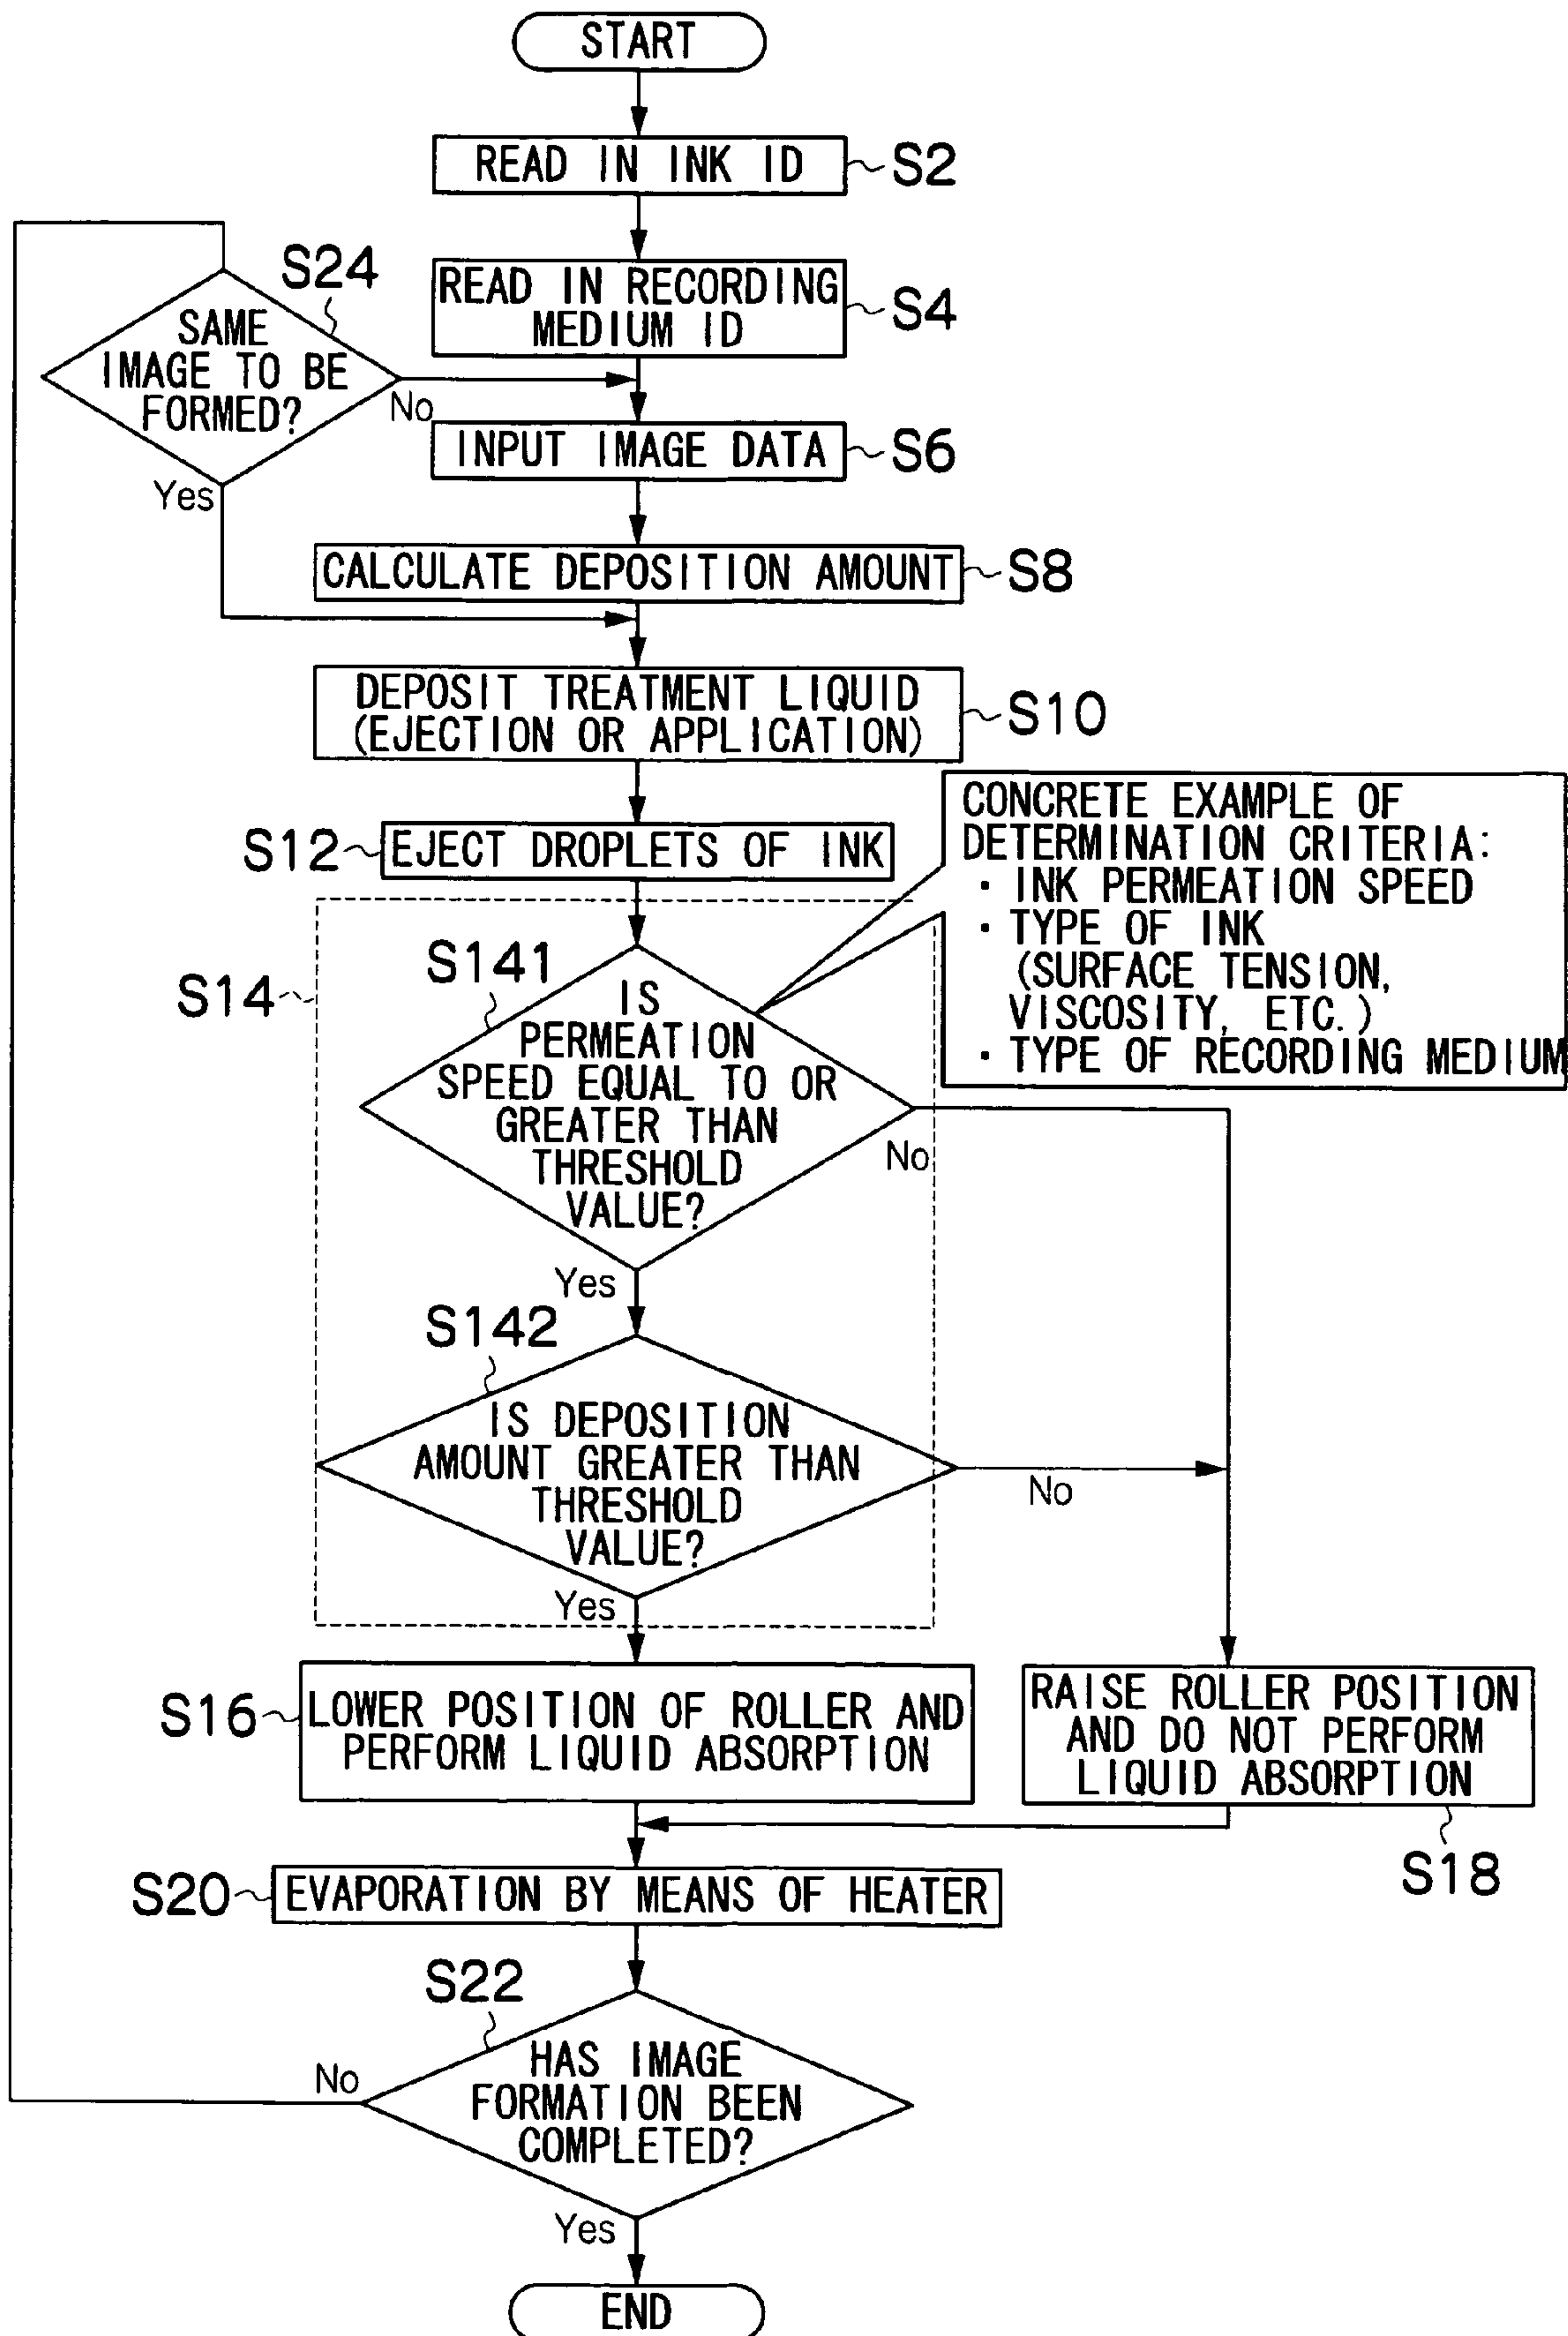 START
READ IN INK ID
S2
S24
READ IN RECORDING
MEDIUM ID
S4
SAME
IMAGE TO BE
FORMED?
No
Yes
INPUT IMAGE DATA
S6
CALCULATE DEPOSITION AMOUNT
S8
DEPOSIT TREATMENT LIQUID
(EJECTION OR APPLICATION)
S10
S12
EJECT DROPLETS OF INK
CONCRETE EXAMPLE OF
DETERMINATION CRITERIA:
· INK PERMEATION SPEED
· TYPE OF INK
(SURFACE TENSION,
VISCOSITY, ETC.)
· TYPE OF RECORDING MEDIUM
S14
S141
IS
PERMEATION
SPEED EQUAL TO OR
GREATER THAN
THRESHOLD
VALUE?
No
Yes
S142
IS DEPOSITION
AMOUNT GREATER THAN
THRESHOLD
VALUE?
No
Yes
S16
LOWER POSITION OF ROLLER AND
PERFORM LIQUID ABSORPTION
RAISE ROLLER POSITION
AND DO NOT PERFORM
LIQUID ABSORPTION
S18
S20
EVAPORATION BY MEANS OF HEATER
S22
HAS IMAGE
FORMATION BEEN
COMPLETED?
No
Yes
END